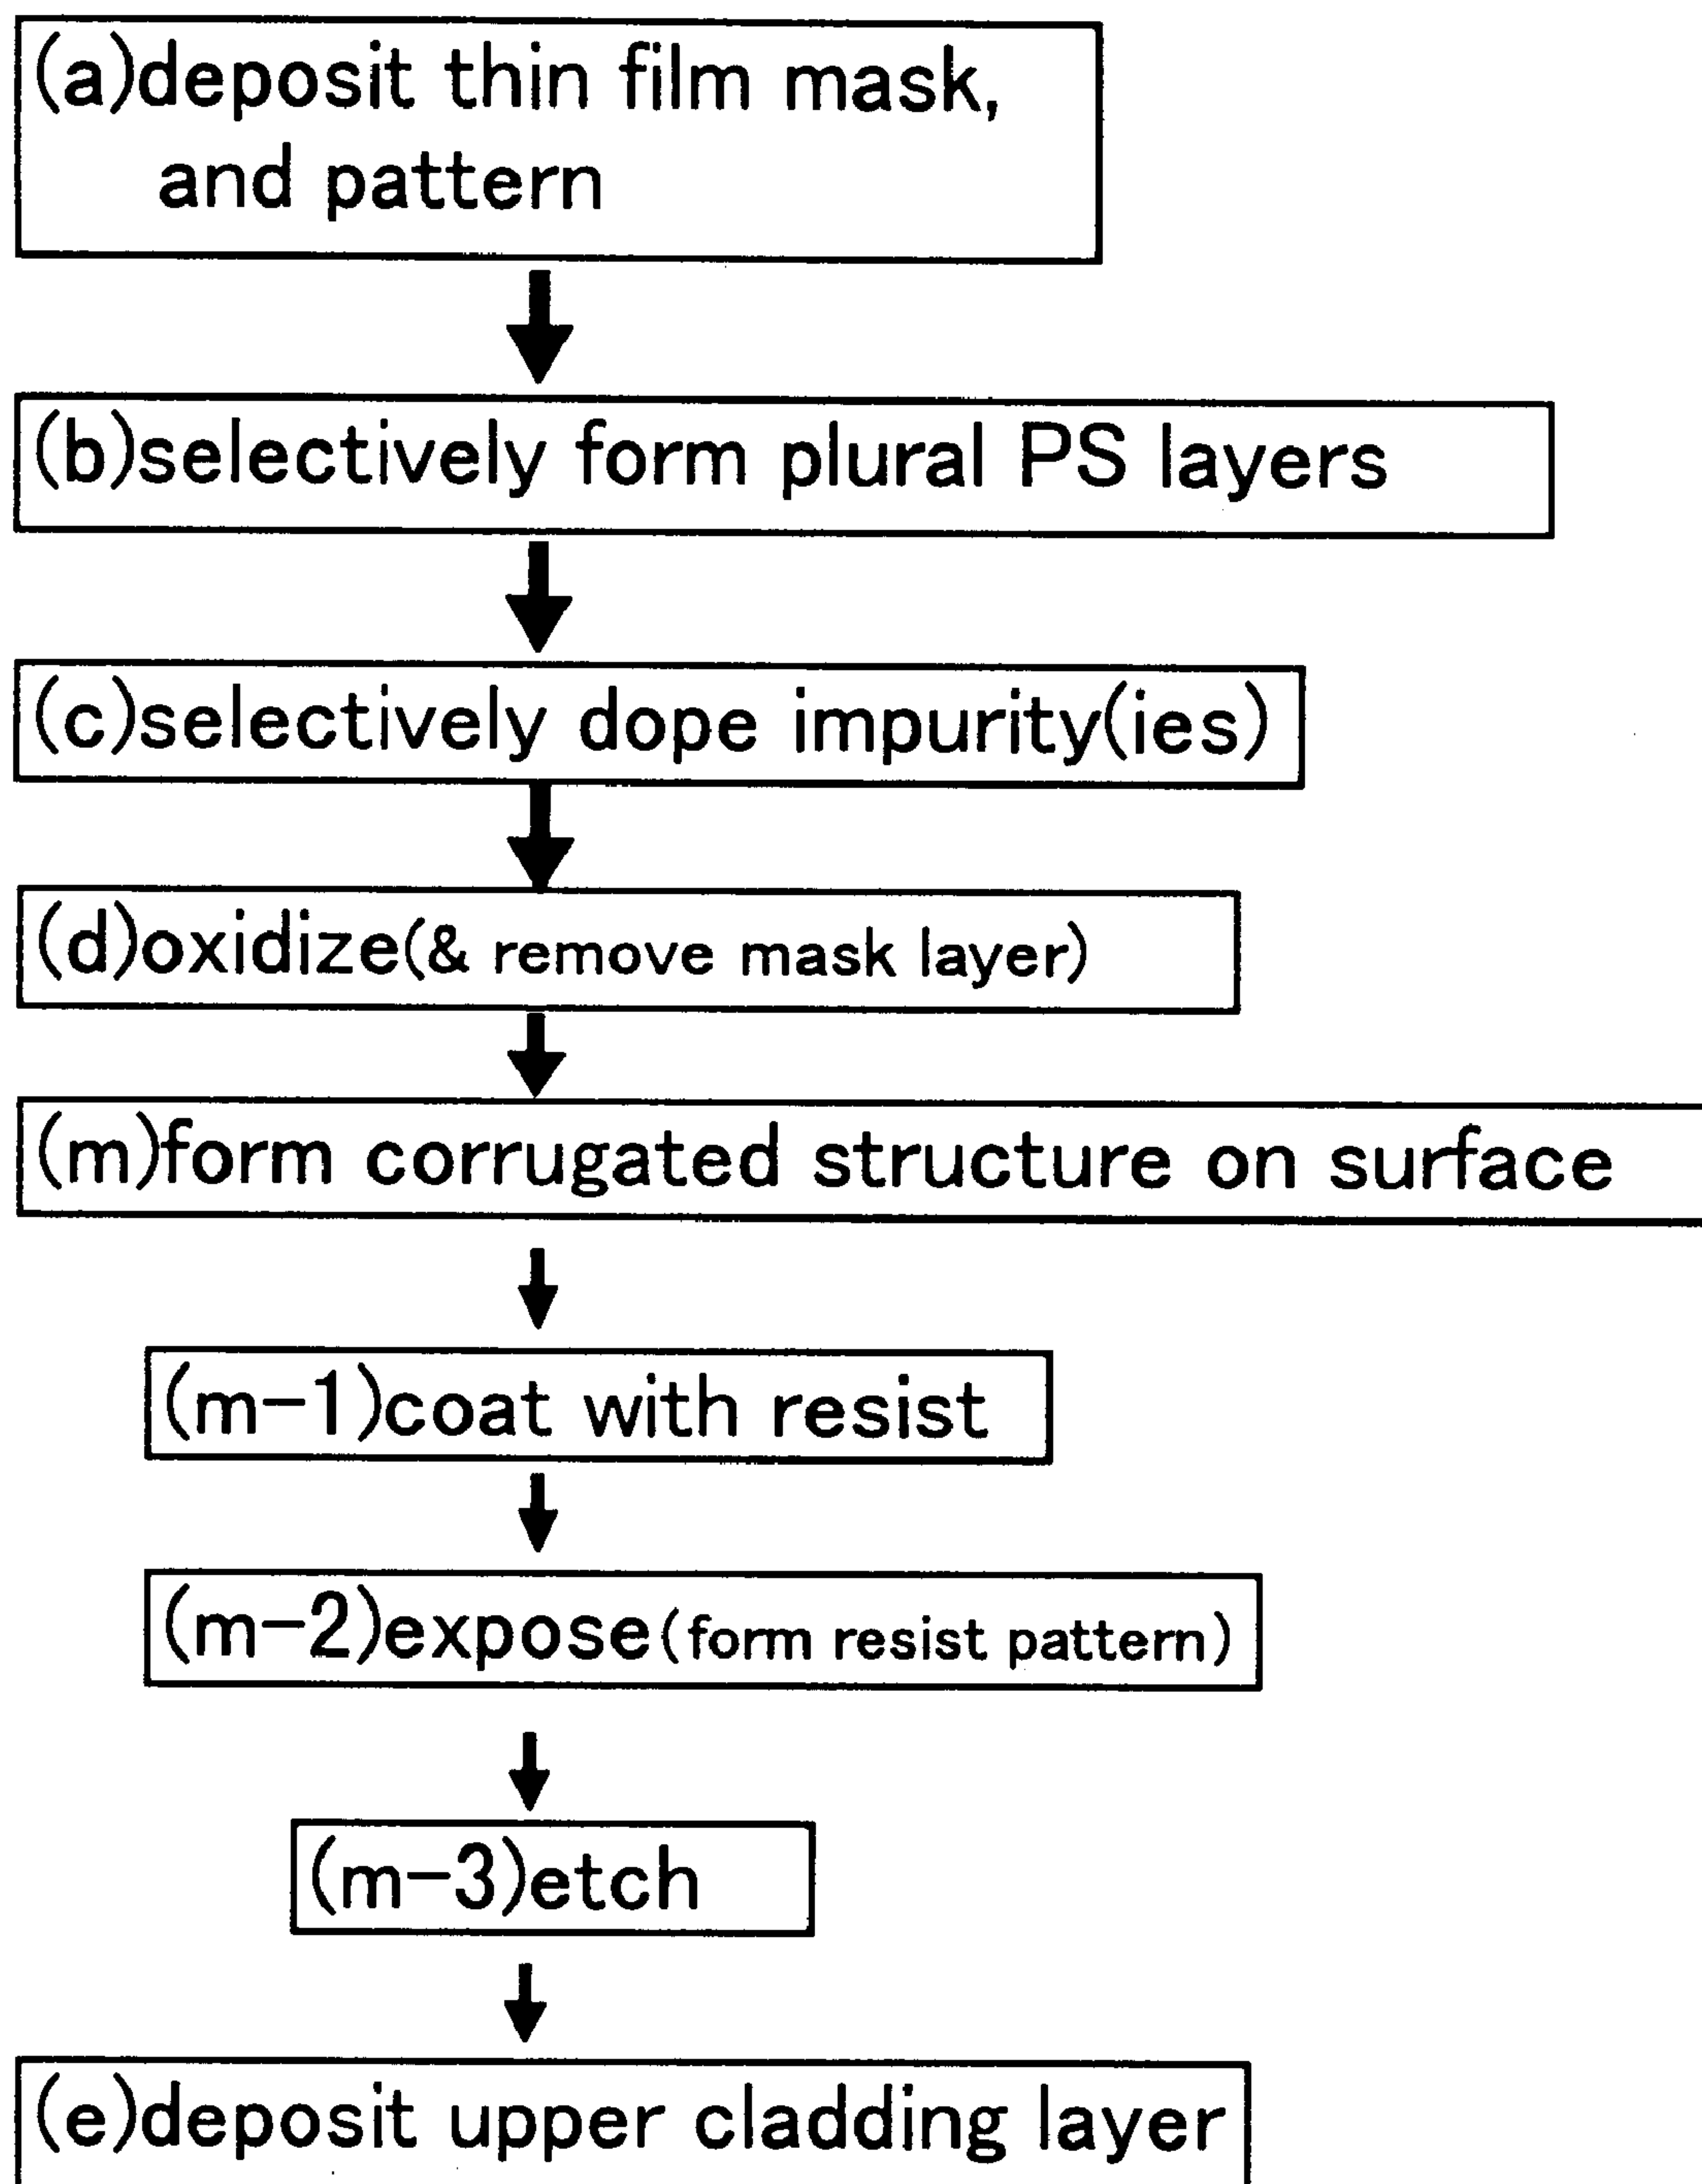 (a)deposit thin film mask,
and pattern
(b)selectively form plural PS layers
(c)selectively dope impurity(ies)
(d)oxidize(& remove mask layer)
(m)form corrugated structure on surface
(m-1)coat with resist
(m-2)expose(form resist pattern)
(m-3)etch
(e)deposit upper cladding layer